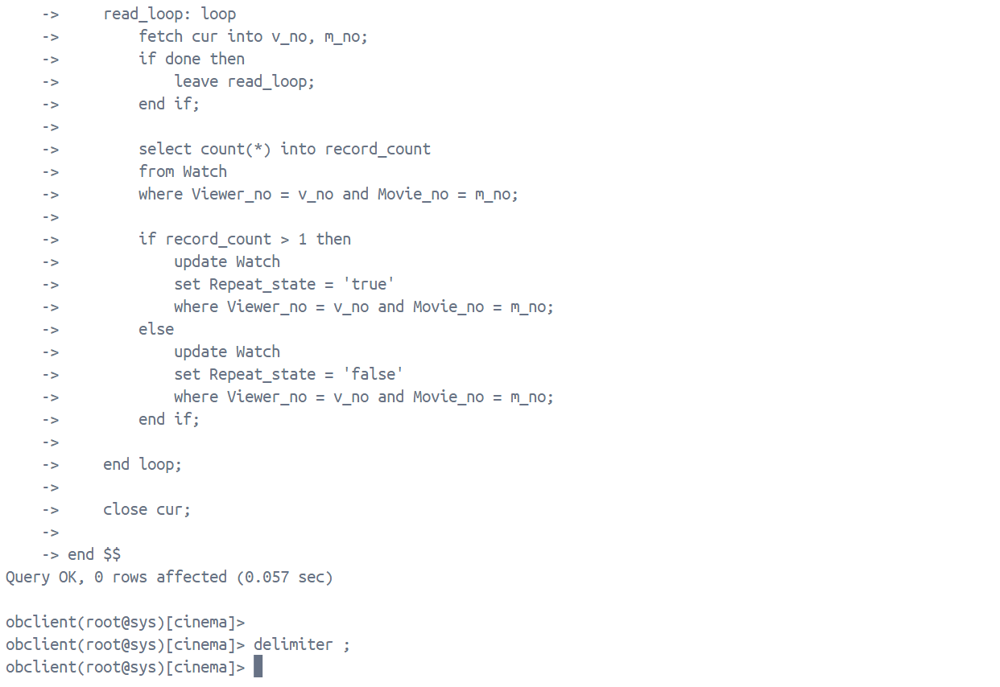 ->     read_loop: loop
    ->         fetch cur into v_no, m_no;
    ->         if done then
    ->             leave read_loop;
    ->         end if;
    ->
    ->         select count(*) into record_count
    ->         from Watch
    ->         where Viewer_no = v_no and Movie_no = m_no;
    ->
    ->         if record_count > 1 then
    ->             update Watch
    ->             set Repeat_state = 'true'
    ->             where Viewer_no = v_no and Movie_no = m_no;
    ->         else
    ->             update Watch
    ->             set Repeat_state = 'false'
    ->             where Viewer_no = v_no and Movie_no = m_no;
    ->         end if;
    ->
    ->     end loop;
    ->
    ->     close cur;
    ->
    -> end $$
Query OK, 0 rows affected (0.057 sec)

obclient(root@sys)[cinema]>
obclient(root@sys)[cinema]> delimiter ;
obclient(root@sys)[cinema]>